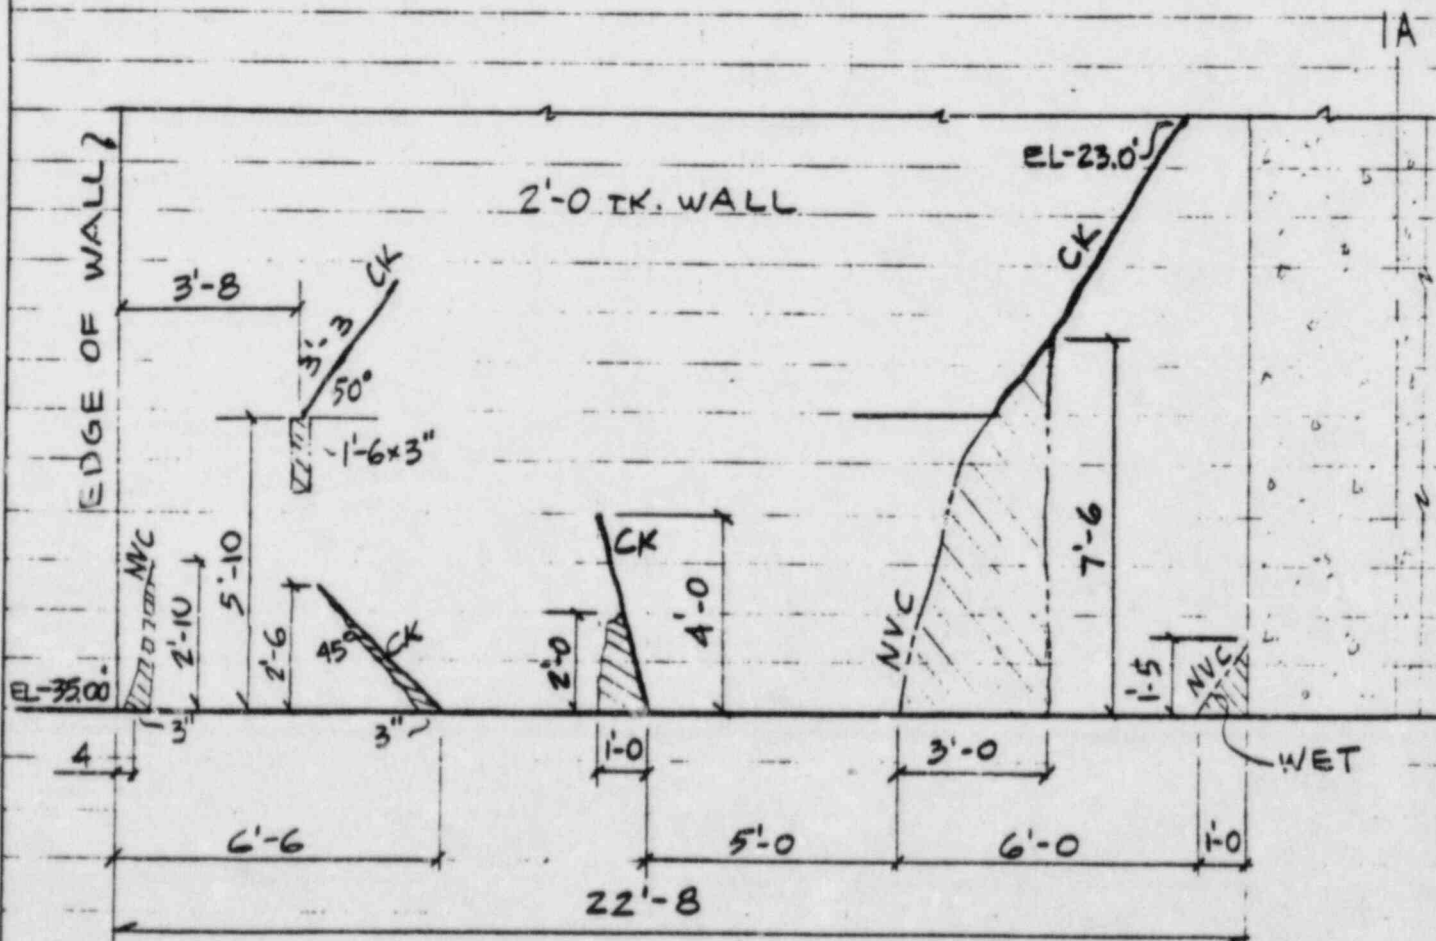 1A
EDGE OF WALL
EL-23.0'
2'-0 TK. WALL
CK
CK
3'-8
3'-3
50°
1'-6x3"
NVC
2'-10
5'-10
2'-6
45°
CK
CK
2'-0
4'-0
NVC
7'-6
1'-5
NVC
EL-35.00'
3"
3"
4
1'-0
3'-0
WET
6'-6
5'-0
6'-0
1'-0
22'-8